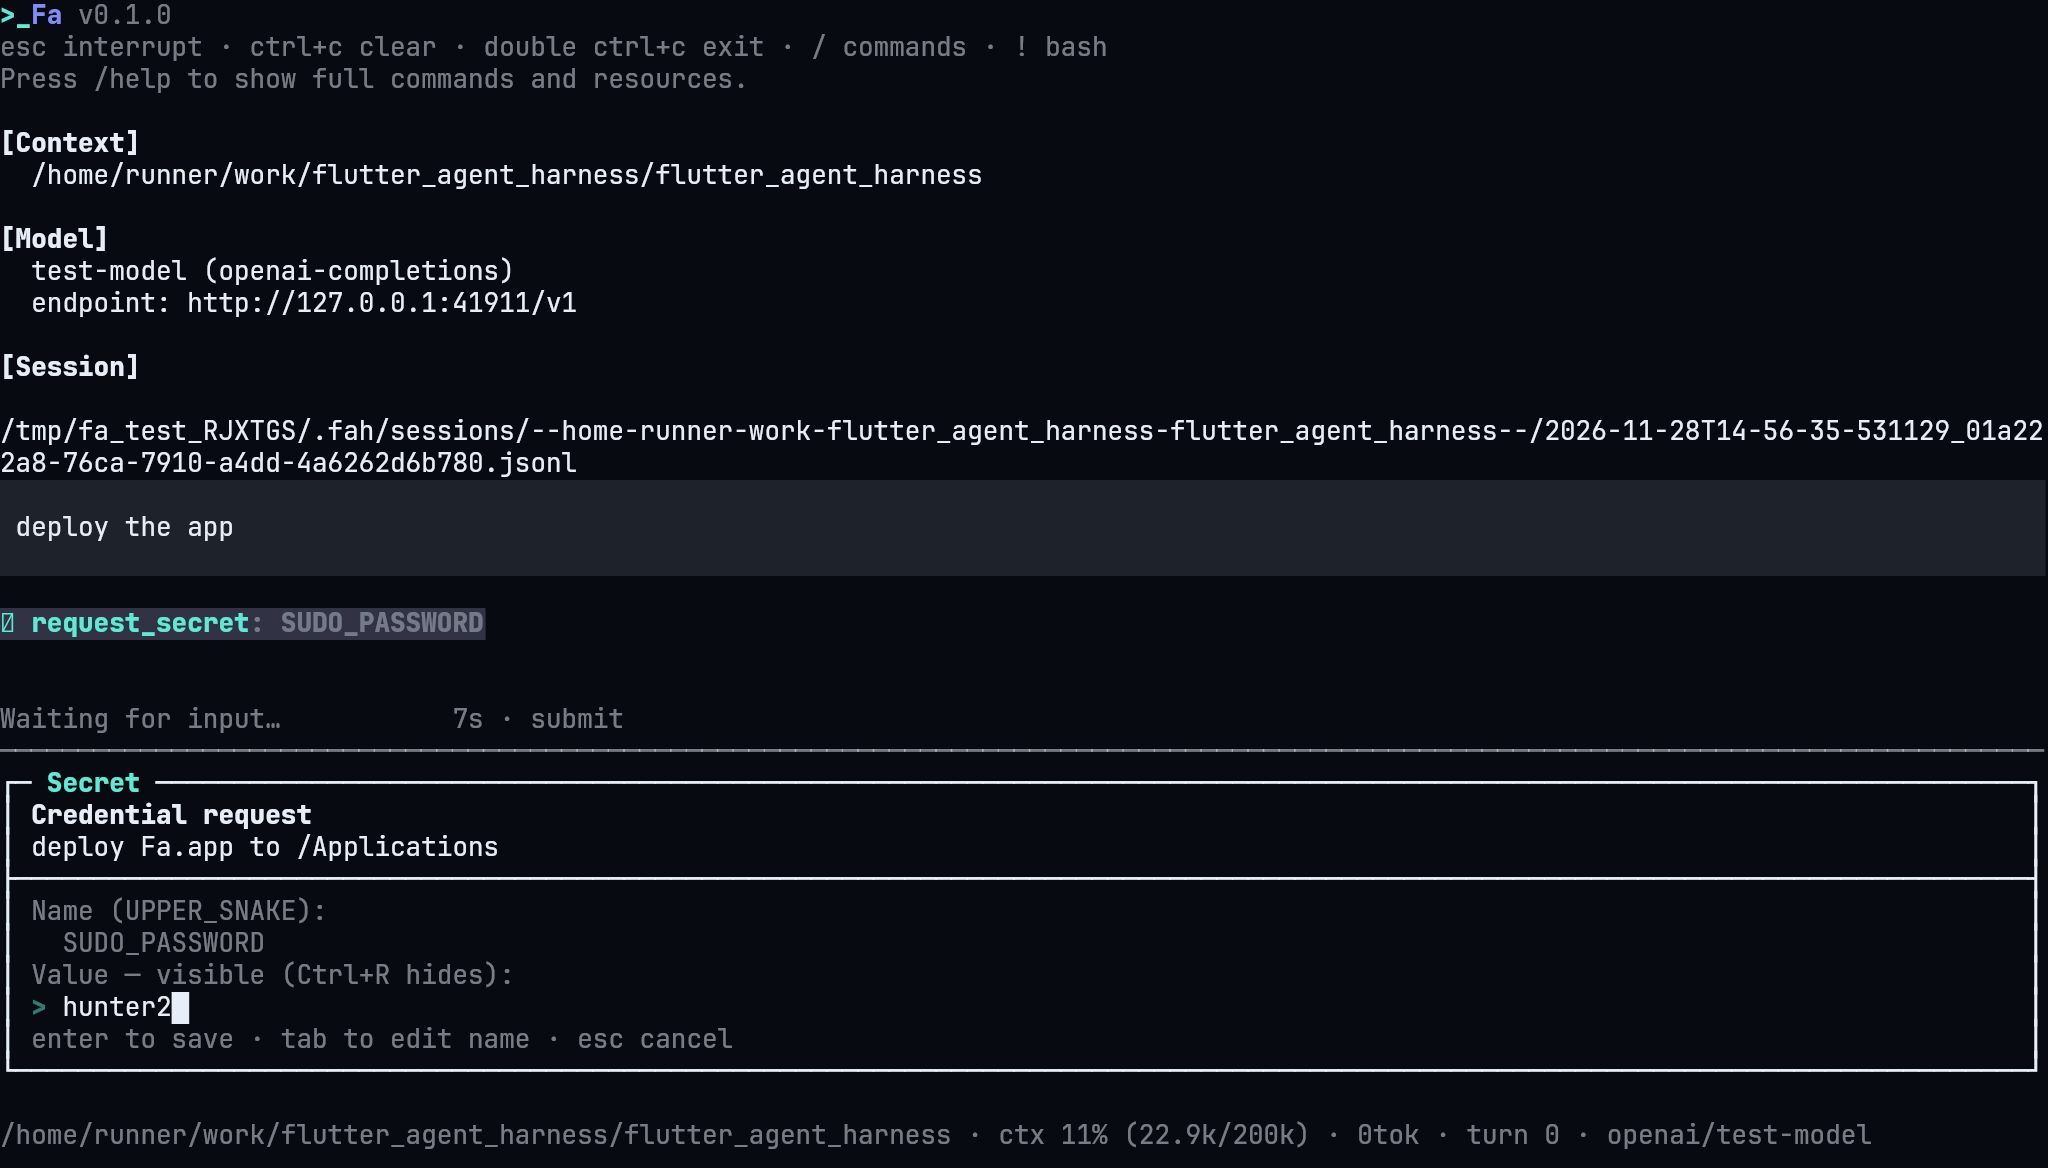 >_Fa v0.1.0
esc interrupt · ctrl+c clear · double ctrl+c exit · / commands · ! bash
Press /help to show full commands and resources.
[Context]
/home/runner/work/flutter_agent_harness/flutter_agent_harness
[Model]
test-model (openai-completions)
endpoint: http://127.0.0.1:41911/v1
[Session]
/tmp/fa_test_RJXTGS/.fah/sessions/--home-runner-work-flutter_agent_harness-flutter_agent_harness--/2026-11-28T14-56-35-531129_01a22
2a8-76ca-7910-a4dd-4a6262d6b780.jsonl
deploy the app
request_secret: SUDO_PASSWORD
Waiting for input… 7s · submit
Secret
Credential request
deploy Fa.app to /Applications
Name (UPPER_SNAKE):
SUDO_PASSWORD
Value — visible (Ctrl+R hides):
> hunter2
enter to save · tab to edit name · esc cancel
/home/runner/work/flutter_agent_harness/flutter_agent_harness · ctx 11% (22.9k/200k) · 0tok · turn 0 · openai/test-model